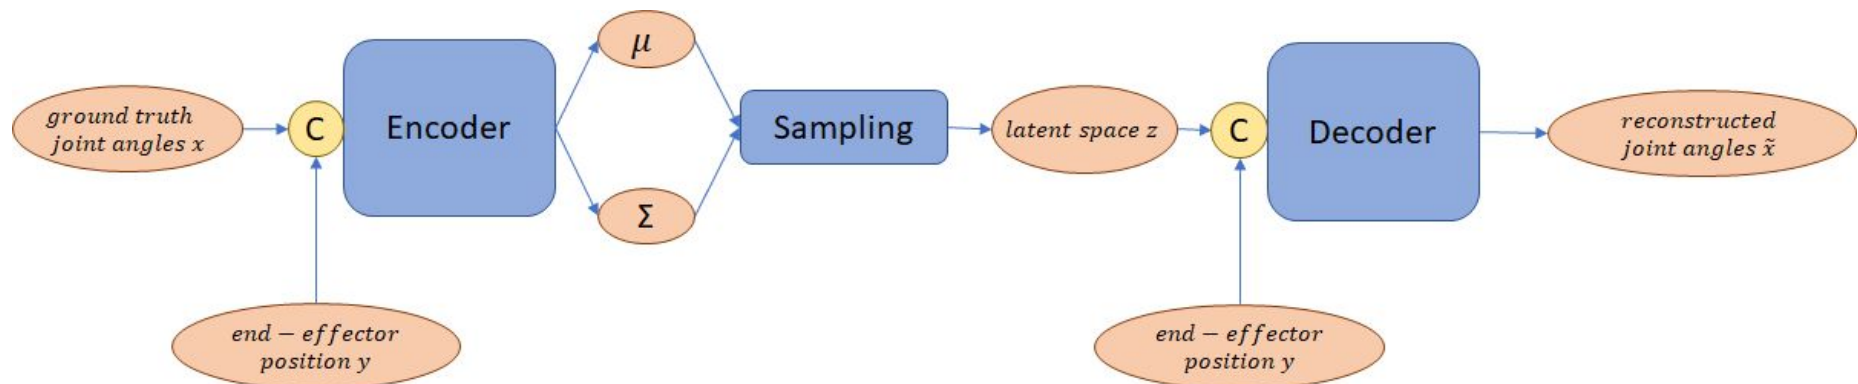 ground truth
joint angles x
C
Encoder
μ
Σ
Sampling
latent space z
C
Decoder
reconstructed
joint angles x̃
end − effector
position y
end − effector
position y